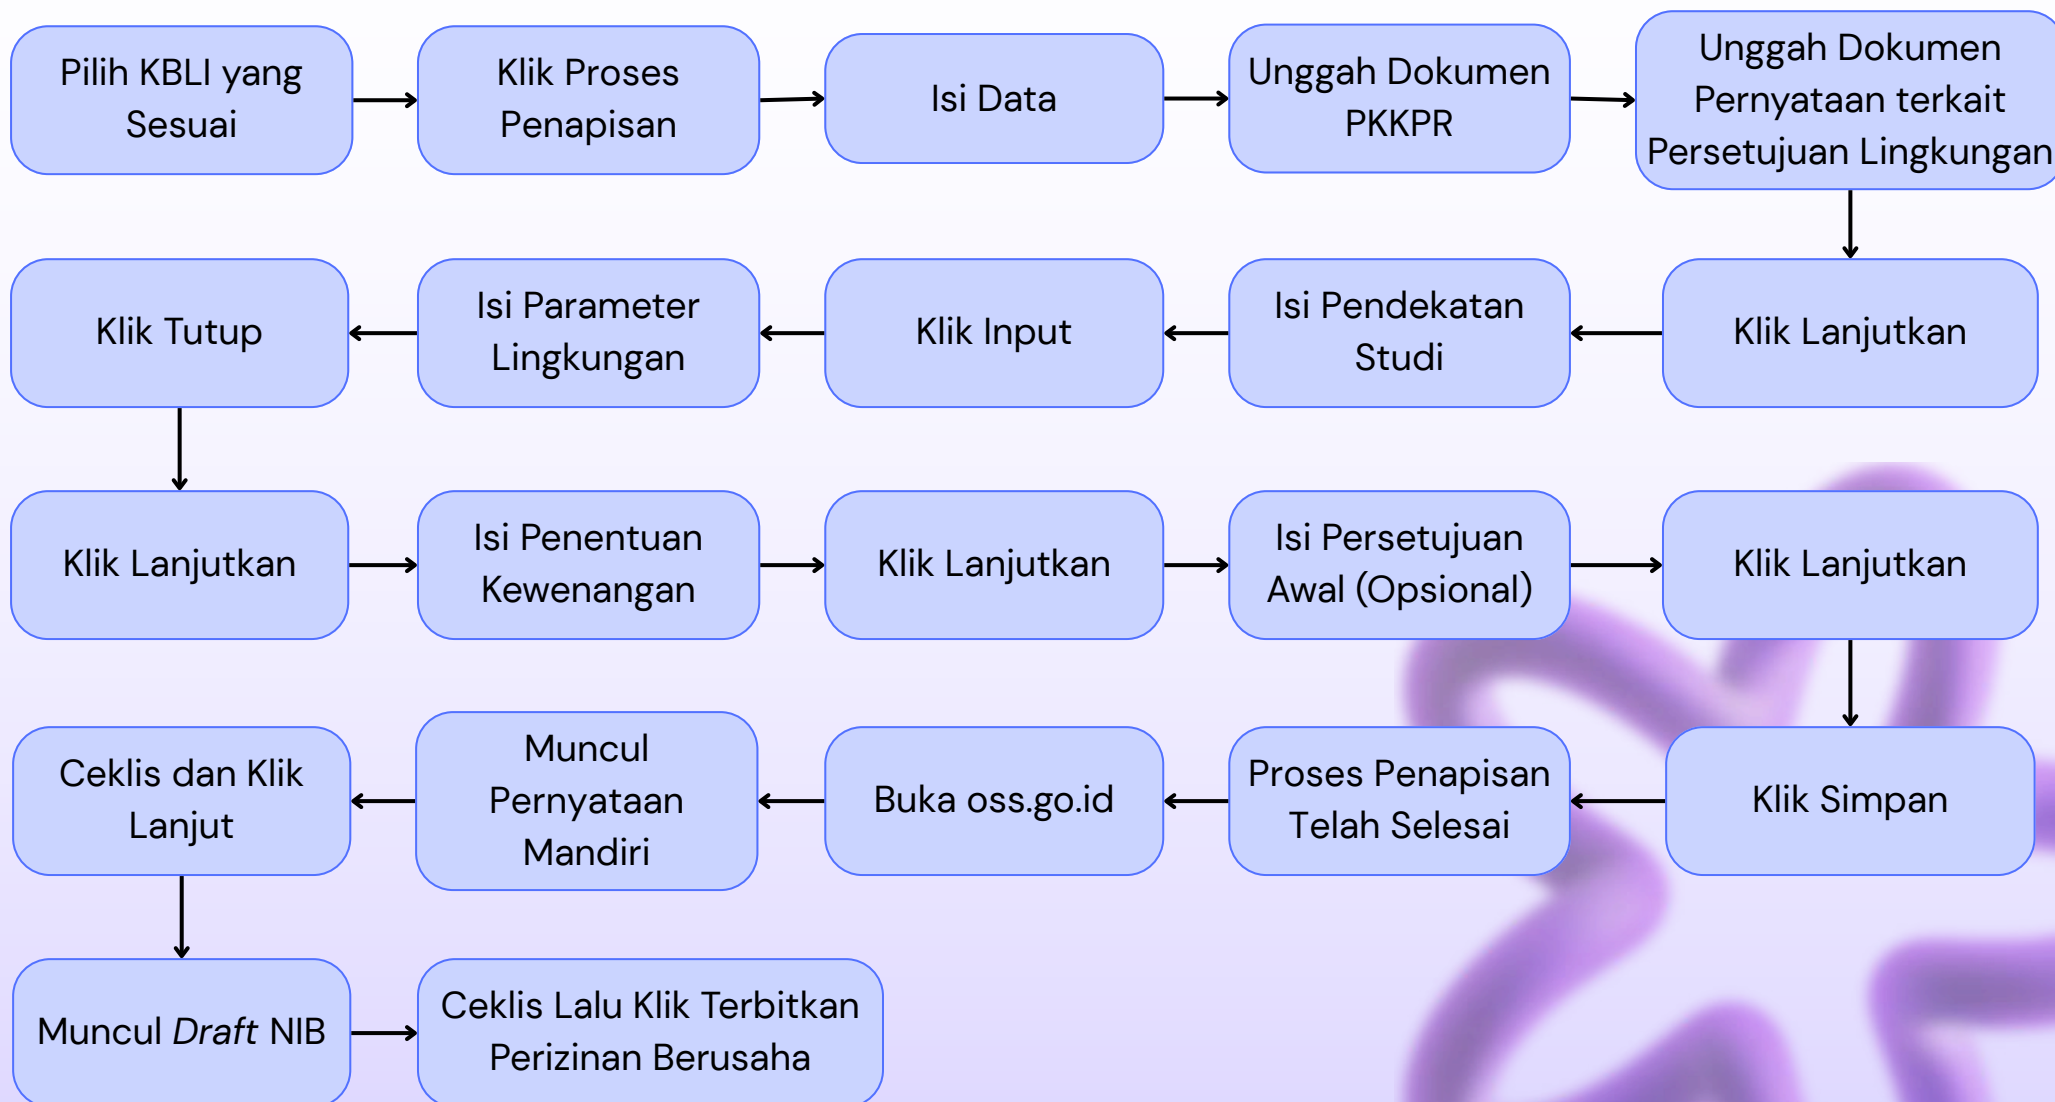 Pilih KBLI yang
Sesuai
Klik Proses
Penapisan
Isi Data
Unggah Dokumen
PKKPR
Unggah Dokumen
Pernyataan terkait
Persetujuan Lingkungan
Klik Lanjutkan
Isi Pendekatan
Studi
Klik Input
Isi Parameter
Lingkungan
Klik Tutup
Klik Lanjutkan
Isi Penentuan
Kewenangan
Klik Lanjutkan
Isi Persetujuan
Awal (Opsional)
Klik Lanjutkan
Klik Simpan
Proses Penapisan
Telah Selesai
Buka oss.go.id
Muncul
Pernyataan
Mandiri
Ceklis dan Klik
Lanjut
Muncul Draft NIB
Ceklis Lalu Klik Terbitkan
Perizinan Berusaha